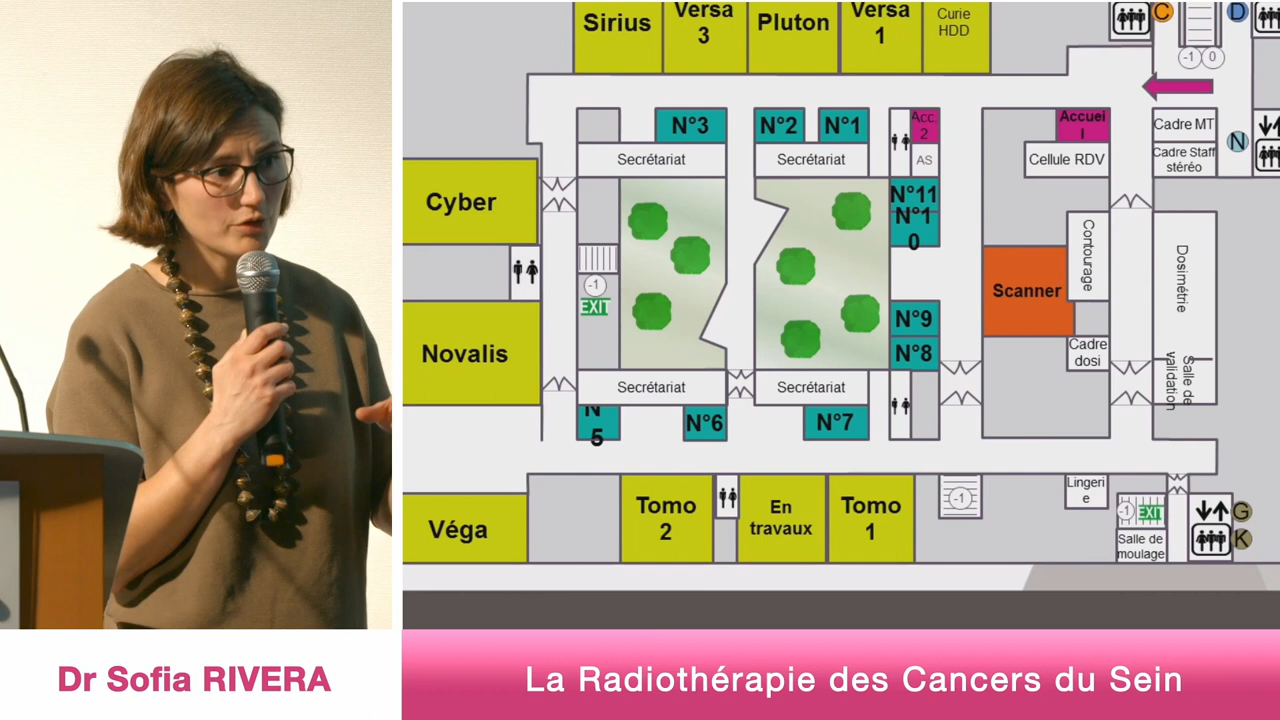 Sirius
Versa
3
Pluton
Versa
1
Curie
HDD
C
D
-1
0
N°3
N°2
N°1
Acc.
2
Accuei
l
Cadre MT
Secrétariat
Secrétariat
AS
Cellule RDV
Cadre Staff
stéréo
N
Cyber
N°11
N°1
0
-1
EXIT
Contourage
Dosimétrie
Scanner
Novalis
N°9
N°8
Cadre
dosi
Salle de
validation
Secrétariat
Secrétariat
N
5
N°6
N°7
Véga
Tomo
2
En
travaux
Tomo
1
-1
Lingeri
e
-1
EXIT
G
K
Salle de
moulage
Dr Sofia RIVERA
La Radiothérapie des Cancers du Sein